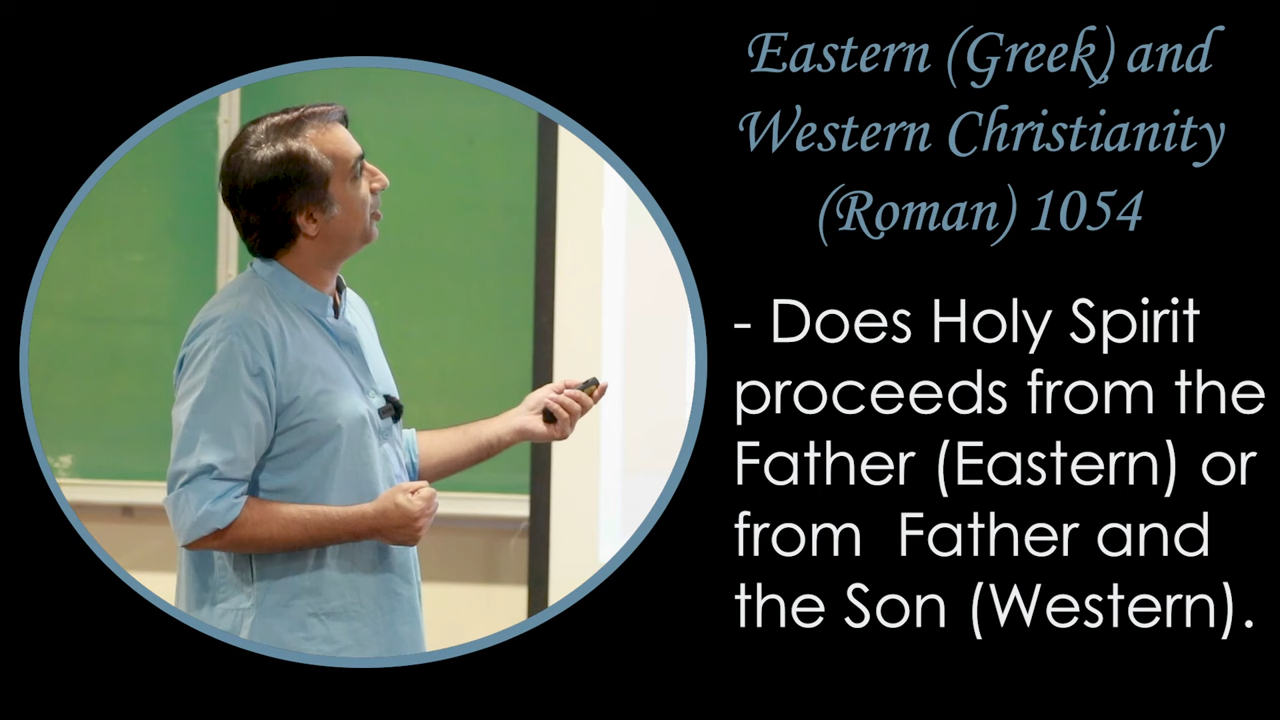 Eastern (Greek) and
Western Christianity
(Roman) 1054
- Does Holy Spirit
proceeds from the
Father (Eastern) or
from Father and
the Son (Western).